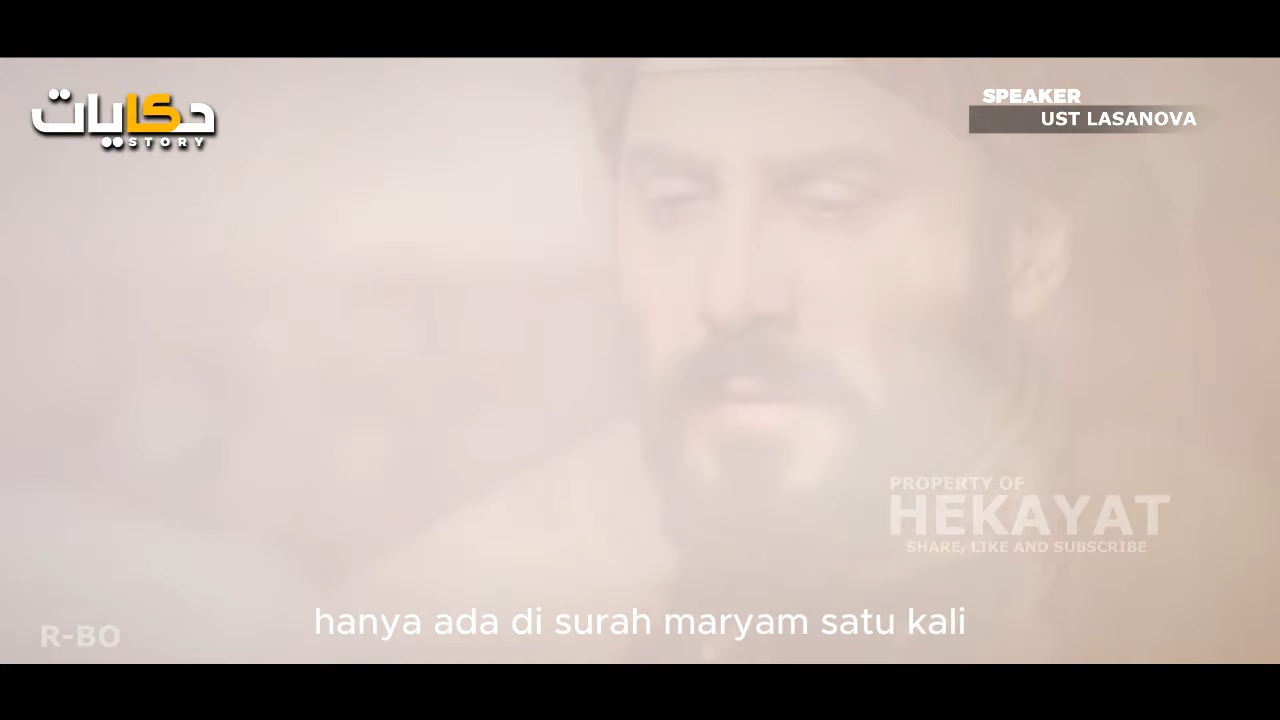 حكايات
STORY
SPEAKER
UST LASANOVA
PROPERTY OF
HEKAYAT
SHARE, LIKE AND SUBSCRIBE
hanya ada di surah maryam satu kali
R-BO